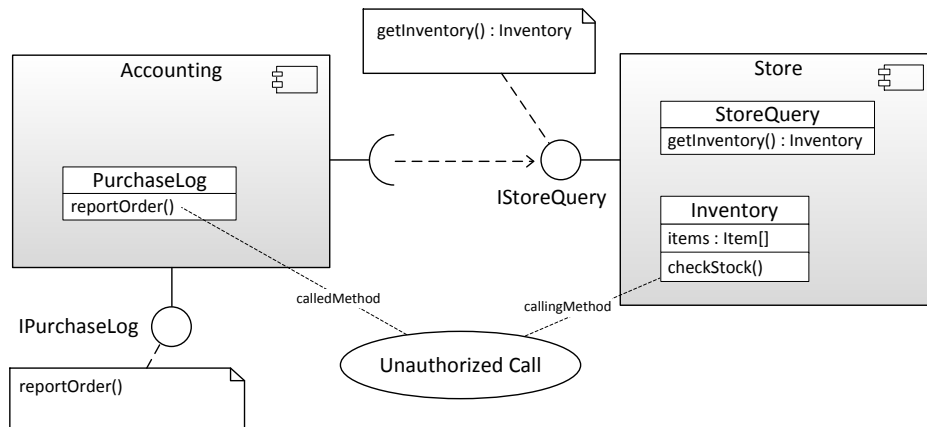 getInventory() : Inventory
Accounting
Store
StoreQuery
getInventory() : Inventory
PurchaseLog
reportOrder()
IStoreQuery
Inventory
items : Item[]
checkStock()
calledMethod
callingMethod
IPurchaseLog
Unauthorized Call
reportOrder()